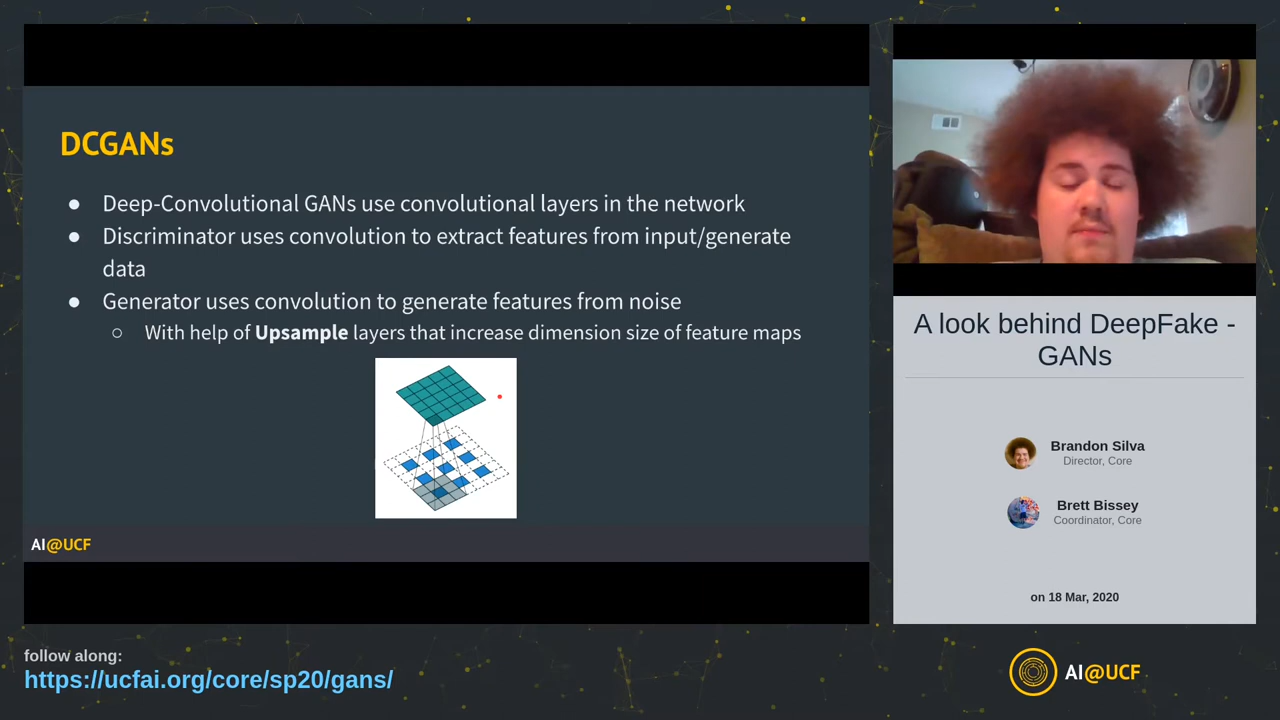 DCGANs
● Deep-Convolutional GANs use convolutional layers in the network
● Discriminator uses convolution to extract features from input/generate
data
● Generator uses convolution to generate features from noise
○ With help of Upsample layers that increase dimension size of feature maps
AI@UCF
A look behind DeepFake -
GANs
Brandon Silva
Director, Core
Brett Bissey
Coordinator, Core
on 18 Mar, 2020
follow along:
https://ucfai.org/core/sp20/gans/
AI@UCF